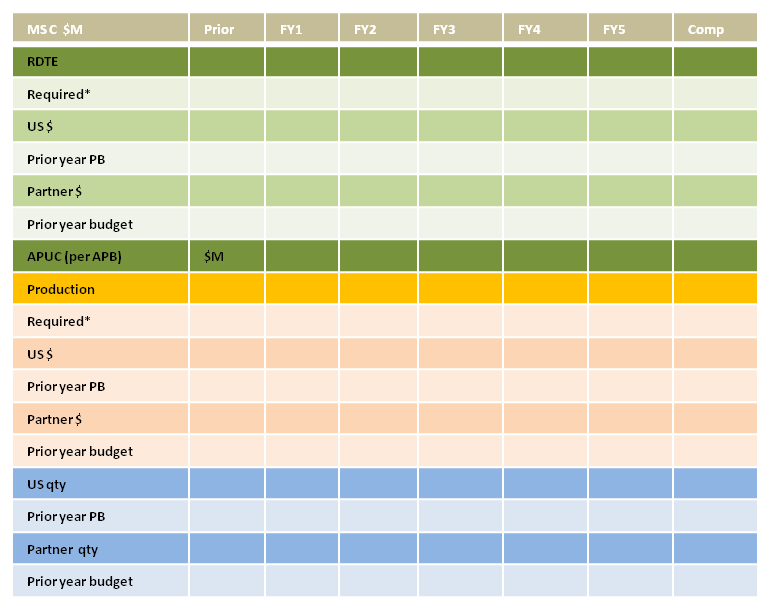 MSC $M Prior FY1 FY2 FY3 FY4 FY5 Comp
RDTE
Required*
US $
Prior year PB
Partner $
Prior year budget
APUC (per APB) $M
Production
Required*
US $
Prior year PB
Partner $
Prior year budget
US qty
Prior year PB
Partner qty
Prior year budget